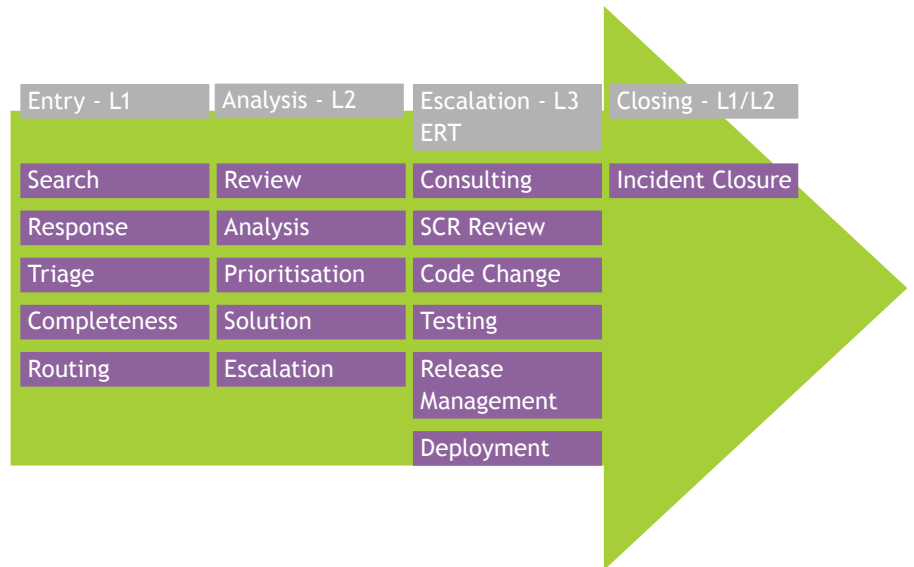 Entry - L1
Search
Response
Triage
Completeness
Routing
Analysis - L2
Review
Analysis
Prioritisation
Solution
Escalation
Escalation - L3
ERT
Consulting
SCR Review
Code Change
Testing
Release
Management
Deployment
Closing - L1/L2
Incident Closure